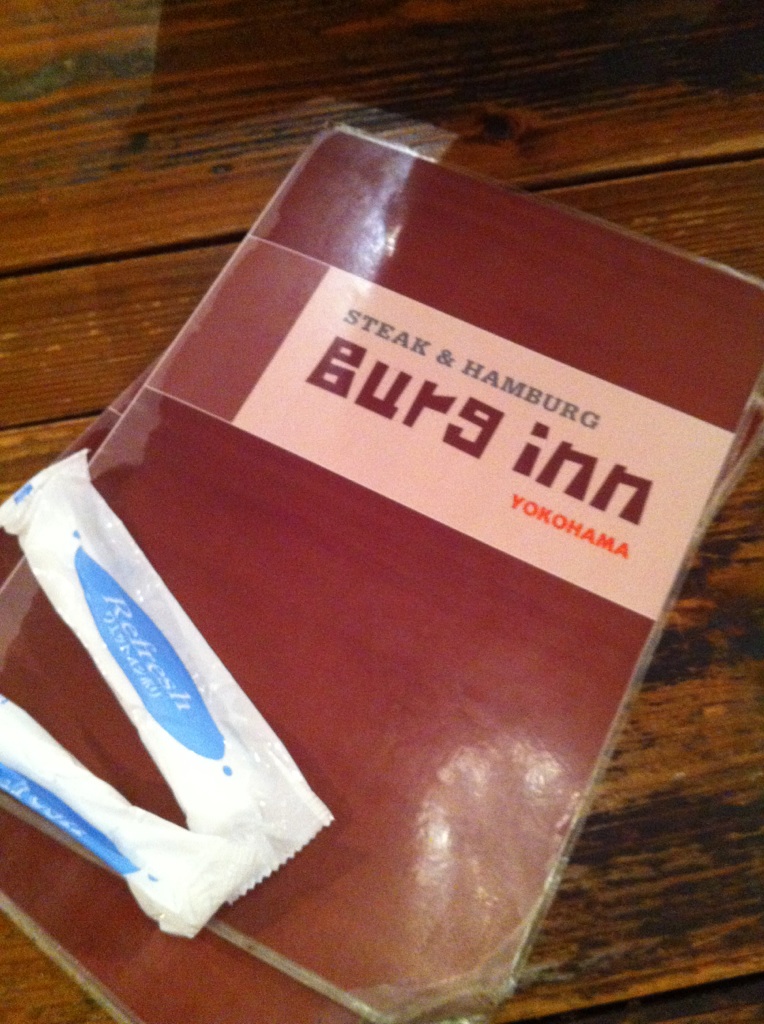 STEAK & HAMBURG
Burg inn
YOKOHAMA
Refresh